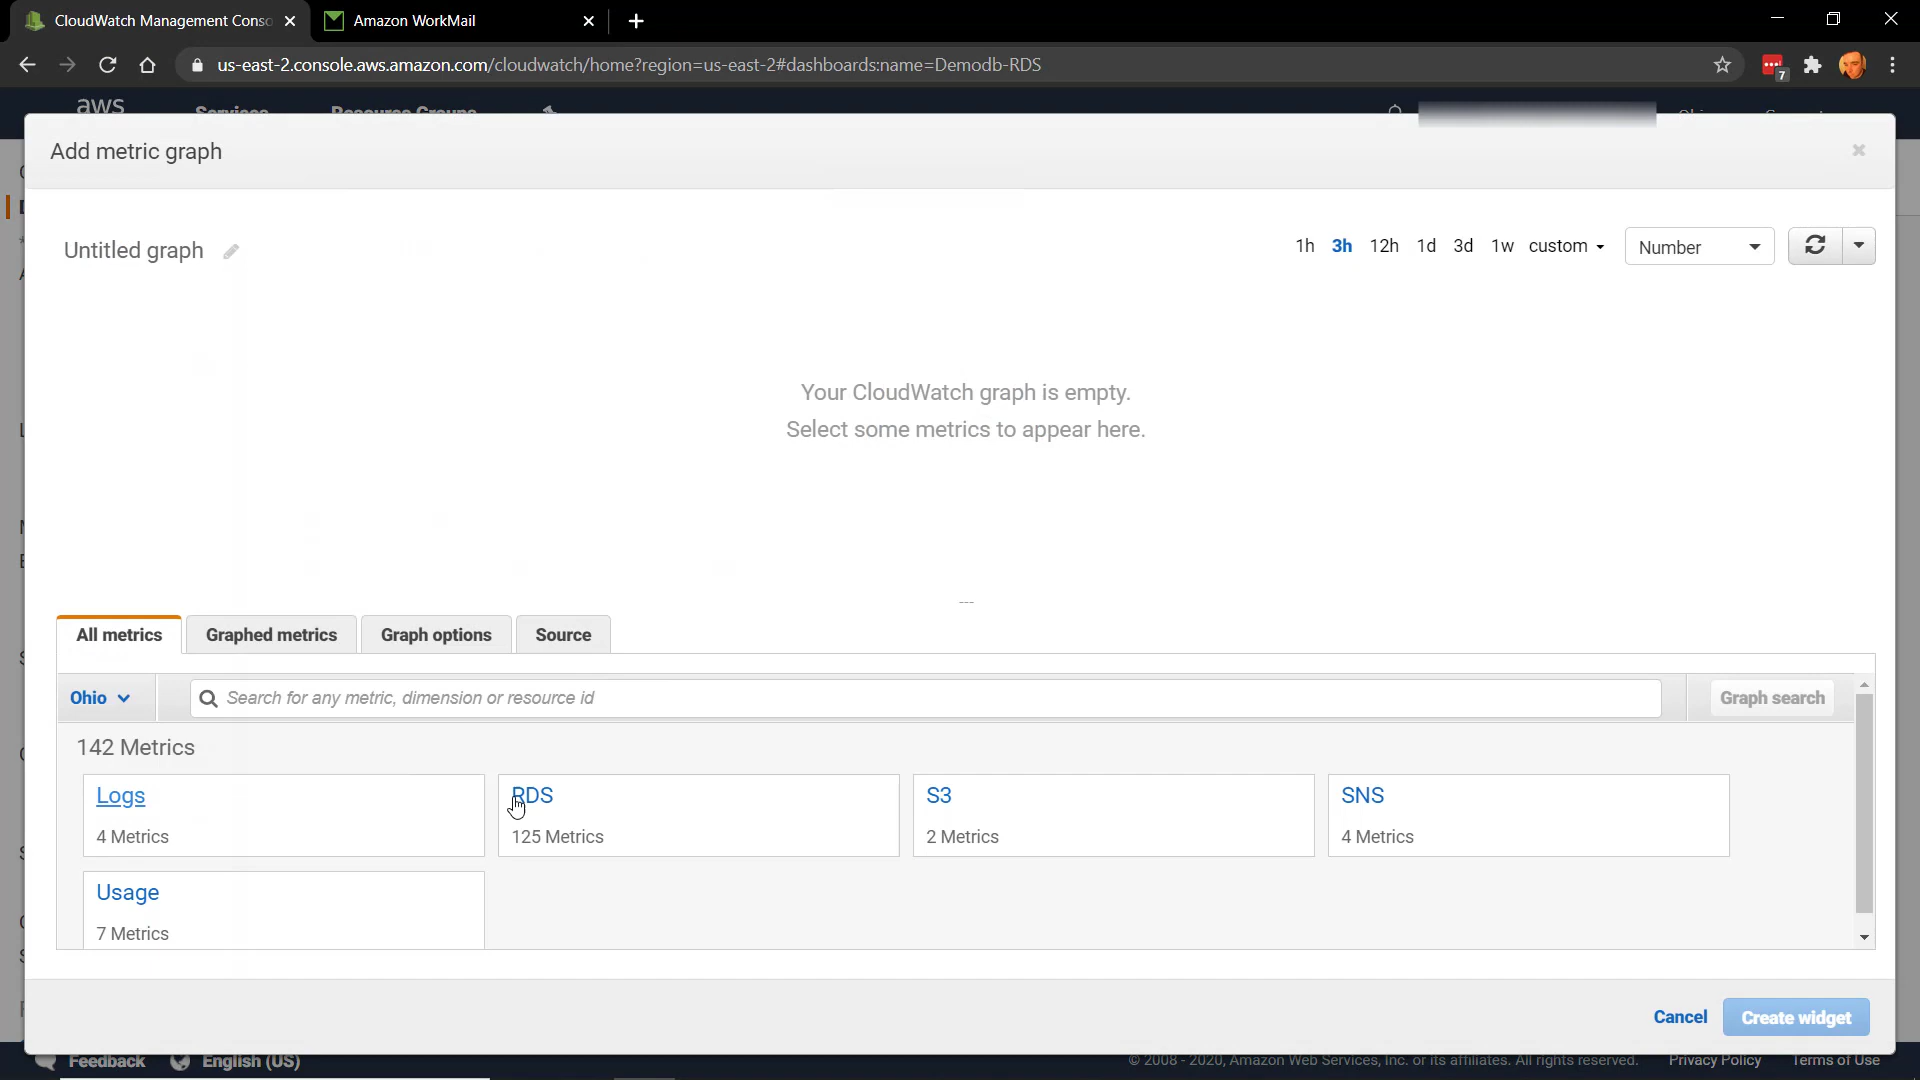 CloudWatch Management Conso
Amazon WorkMail
us-east-2.console.aws.amazon.com/cloudwatch/home?region=us-east-2#dashboards:name=Demodb-RDS
7
aws Services Resource Groups
Add metric graph
Untitled graph
1h 3h 12h 1d 3d 1w custom Number
Your CloudWatch graph is empty.
Select some metrics to appear here.
All metrics Graphed metrics Graph options Source
Ohio Search for any metric, dimension or resource id Graph search
142 Metrics
Logs RDS S3 SNS
4 Metrics 125 Metrics 2 Metrics 4 Metrics
Usage
7 Metrics
Cancel Create widget
Feedback English (US) © 2008 - 2020, Amazon Web Services, Inc. or its affiliates. All rights reserved. Privacy Policy Terms of Use